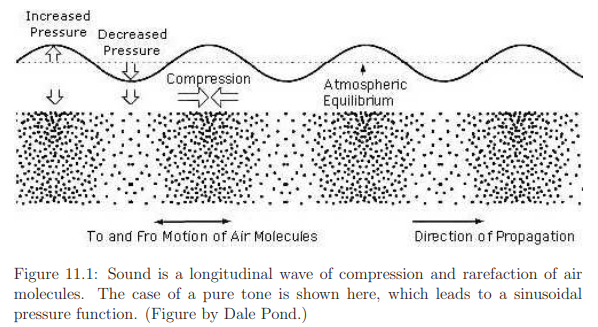 Increased
Pressure
Decreased
Pressure
Compression
Atmospheric
Equilibrium
To and Fro Motion of Air Molecules
Direction of Propagation
Figure 11.1: Sound is a longitudinal wave of compression and rarefaction of air
molecules. The case of a pure tone is shown here, which leads to a sinusoidal
pressure function. (Figure by Dale Pond.)